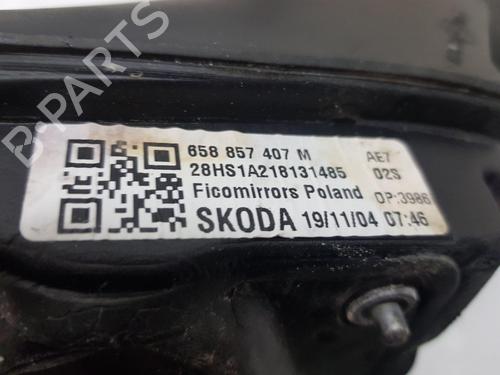 B-PARTS
658 857 407 M AE7
28HS1A218131485 02S
Ficomirrors Poland OP:3986
SKODA 19/11/04 07:46